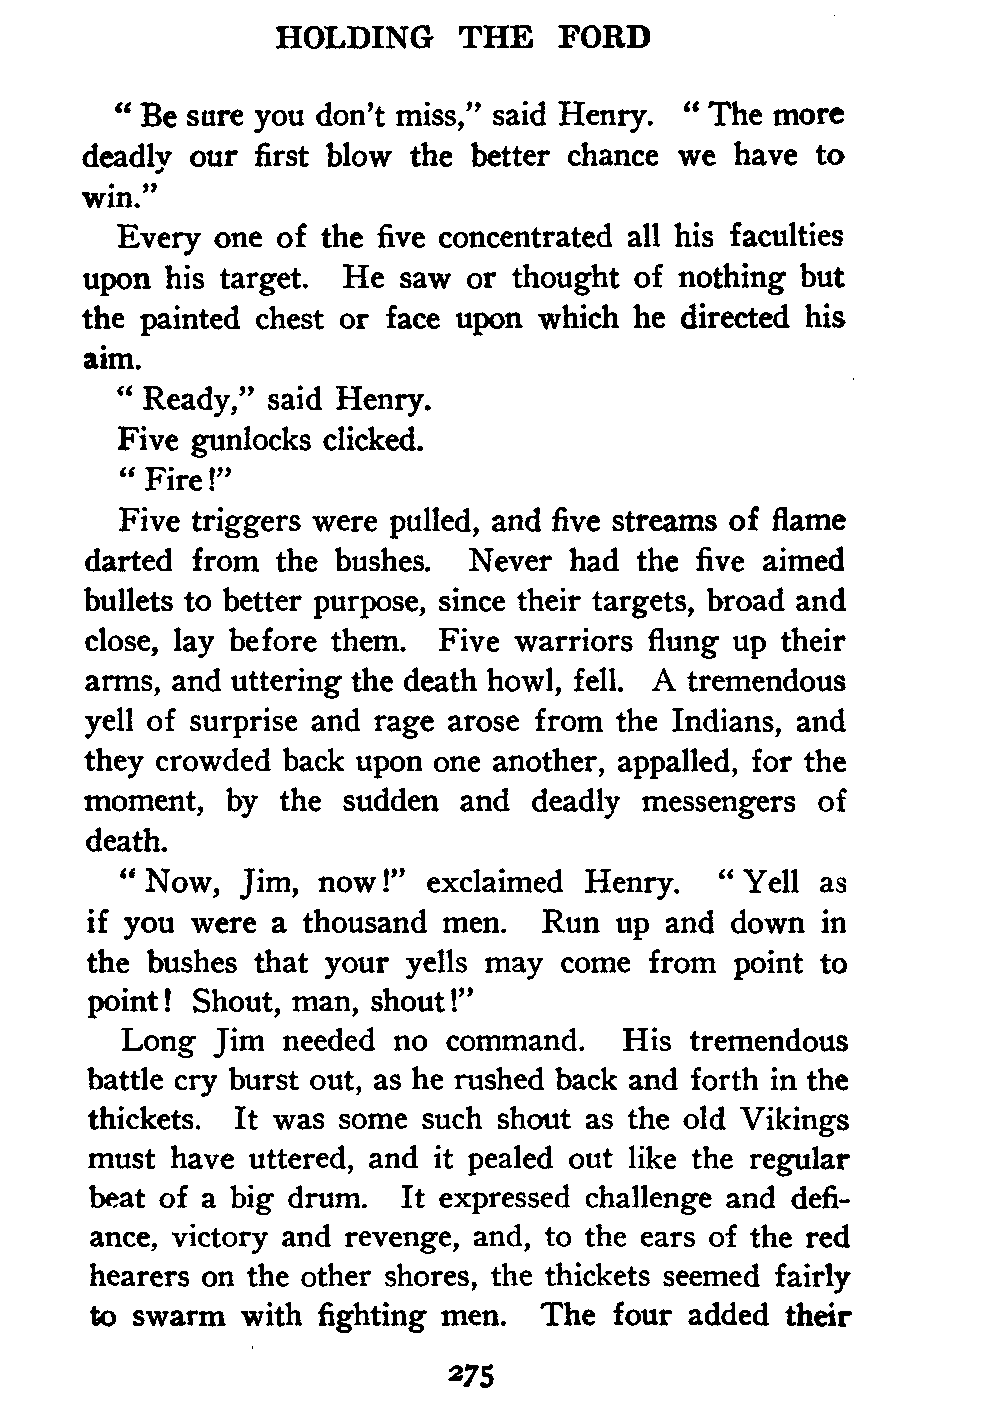 HOLDING THE FORD
“ Be sure you don't miss,” said Henry. “ The more
deadly our first blow the better chance we have to
win.”
Every one of the five concentrated all his faculties
upon his target. He saw or thought of nothing but
the painted chest or face upon which he directed his
aim.
“ Ready,” said Henry.
Five gunlocks clicked.
“ Fire !”
Five triggers were pulled, and five streams of flame
darted from the bushes. Never had the five aimed
bullets to better purpose, since their targets, broad and
close, lay before them. Five warriors flung up their
arms, and uttering the death howl, fell. A tremendous
yell of surprise and rage arose from the Indians, and
they crowded back upon one another, appalled, for the
moment, by the sudden and deadly messengers of
death.
“ Now, Jim, now !” exclaimed Henry. “ Yell as
if you were a thousand men. Run up and down in
the bushes that your yells may come from point to
point ! Shout, man, shout !”
Long Jim needed no command. His tremendous
battle cry burst out, as he rushed back and forth in the
thickets. It was some such shout as the old Vikings
must have uttered, and it pealed out like the regular
beat of a big drum. It expressed challenge and defi-
ance, victory and revenge, and, to the ears of the red
hearers on the other shores, the thickets seemed fairly
to swarm with fighting men. The four added their
275